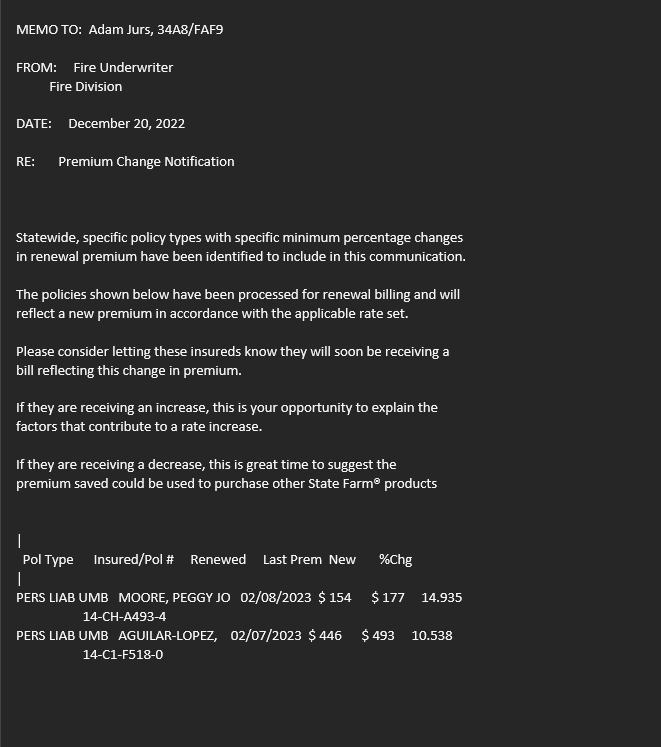 MEMO TO: Adam Jurs, 34A8/FAF9
FROM: Fire Underwriter
Fire Division
DATE: December 20, 2022
RE: Premium Change Notification
Statewide, specific policy types with specific minimum percentage changes
in renewal premium have been identified to include in this communication.
The policies shown below have been processed for renewal billing and will
reflect a new premium in accordance with the applicable rate set.
Please consider letting these insureds know they will soon be receiving a
bill reflecting this change in premium.
If they are receiving an increase, this is your opportunity to explain the
factors that contribute to a rate increase.
If they are receiving a decrease, this is great time to suggest the
premium saved could be used to purchase other State Farm® products
|
Pol Type Insured/Pol # Renewed Last Prem New %Chg
|
PERS LIAB UMB MOORE, PEGGY JO 02/08/2023 $ 154 $ 177 14.935
14-CH-A493-4
PERS LIAB UMB AGUILAR-LOPEZ, 02/07/2023 $ 446 $ 493 10.538
14-C1-F518-0